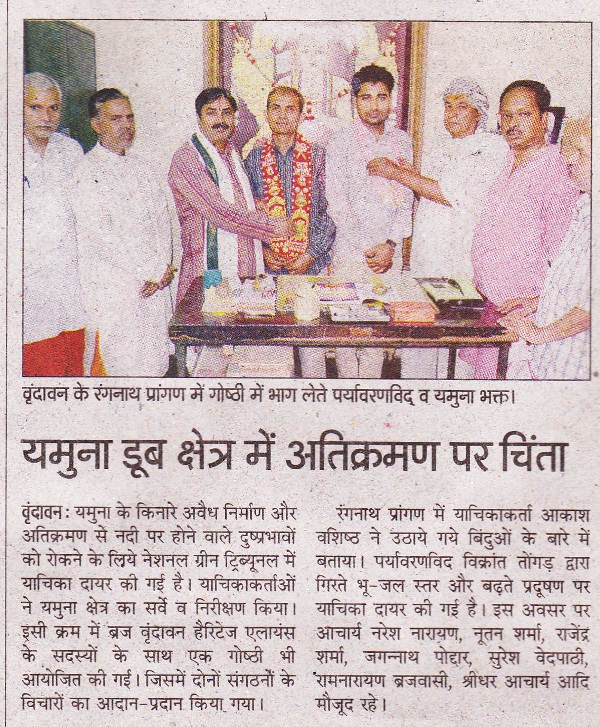 वृंदावन के रंगनाथ प्रांगण में गोष्ठी में भाग लेते पर्यावरणविद् व यमुना भक्त।
यमुना डूब क्षेत्र में अतिक्रमण पर चिंता
वृंदावन: यमुना के किनारे अवैध निर्माण और
अतिक्रमण से नदी पर होने वाले दुष्प्रभावों
को रोकने के लिये नेशनल ग्रीन ट्रिब्यूनल में
याचिका दायर की गई है। याचिकाकर्ताओं
ने यमुना क्षेत्र का सर्वे व निरीक्षण किया।
इसी क्रम में ब्रज वृंदावन हैरिटेज एलायंस
के सदस्यों के साथ एक गोष्ठी भी
आयोजित की गई। जिसमें दोनों संगठनों के
विचारों का आदान-प्रदान किया गया।
रंगनाथ प्रांगण में याचिकाकर्ता आकाश
वशिष्ठ ने उठाये गये बिंदुओं के बारे में
बताया। पर्यावरणविद विक्रांत तोंगड़ द्वारा
गिरते भू-जल स्तर और बढ़ते प्रदूषण पर
याचिका दायर की गई है। इस अवसर पर
आचार्य नरेश नारायण, नूतन शर्मा, राजेंद्र
शर्मा, जगन्नाथ पोद्दार, सुरेश वेदपाठी,
रामनारायण ब्रजवासी, श्रीधर आचार्य आदि
मौजूद रहे।